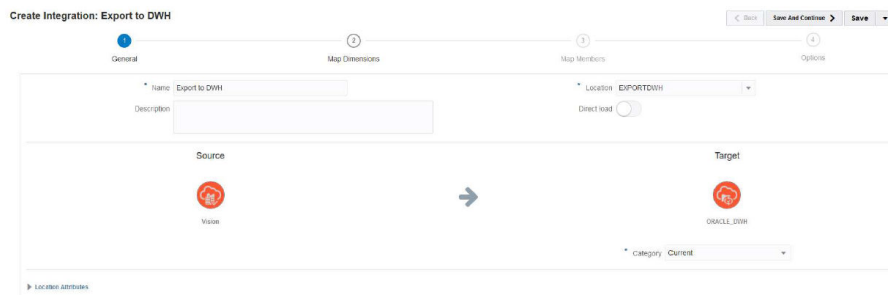 Create Integration: Export to DWH
Back Save And Continue Save
1 2 3 4
General Map Dimensions Map Members Options
* Name Export to DWH * Location EXPORTDWH
Description Direct load
Source Target
Vision ORACLE_DWH
* Category Current
Location Attributes